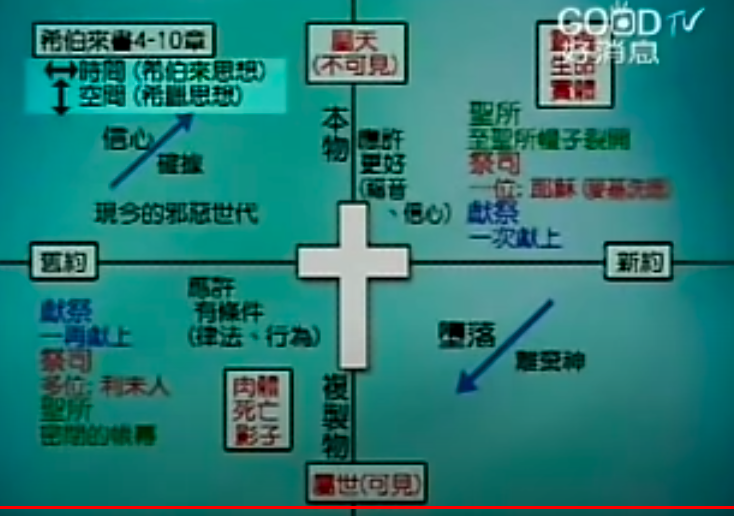 希伯來書4-10章
時間 (希伯來思想)
空間 (希臘思想)
信心
確據
現今的邪惡世代
屬天
(不可見)
本物
應許
更好
(福音
、信心)
GOOD TV
好消息
生命
實體
聖所
至聖所幔子裂開
祭司
一位: 耶穌 (麥基洗德)
獻祭
一次獻上
舊約
新約
獻祭
一再獻上
祭司
多位: 利未人
聖所
密閉的帳幕
應許
有條件
(律法、行為)
肉體
死亡
影子
複製物
屬世(可見)
墮落
離棄神